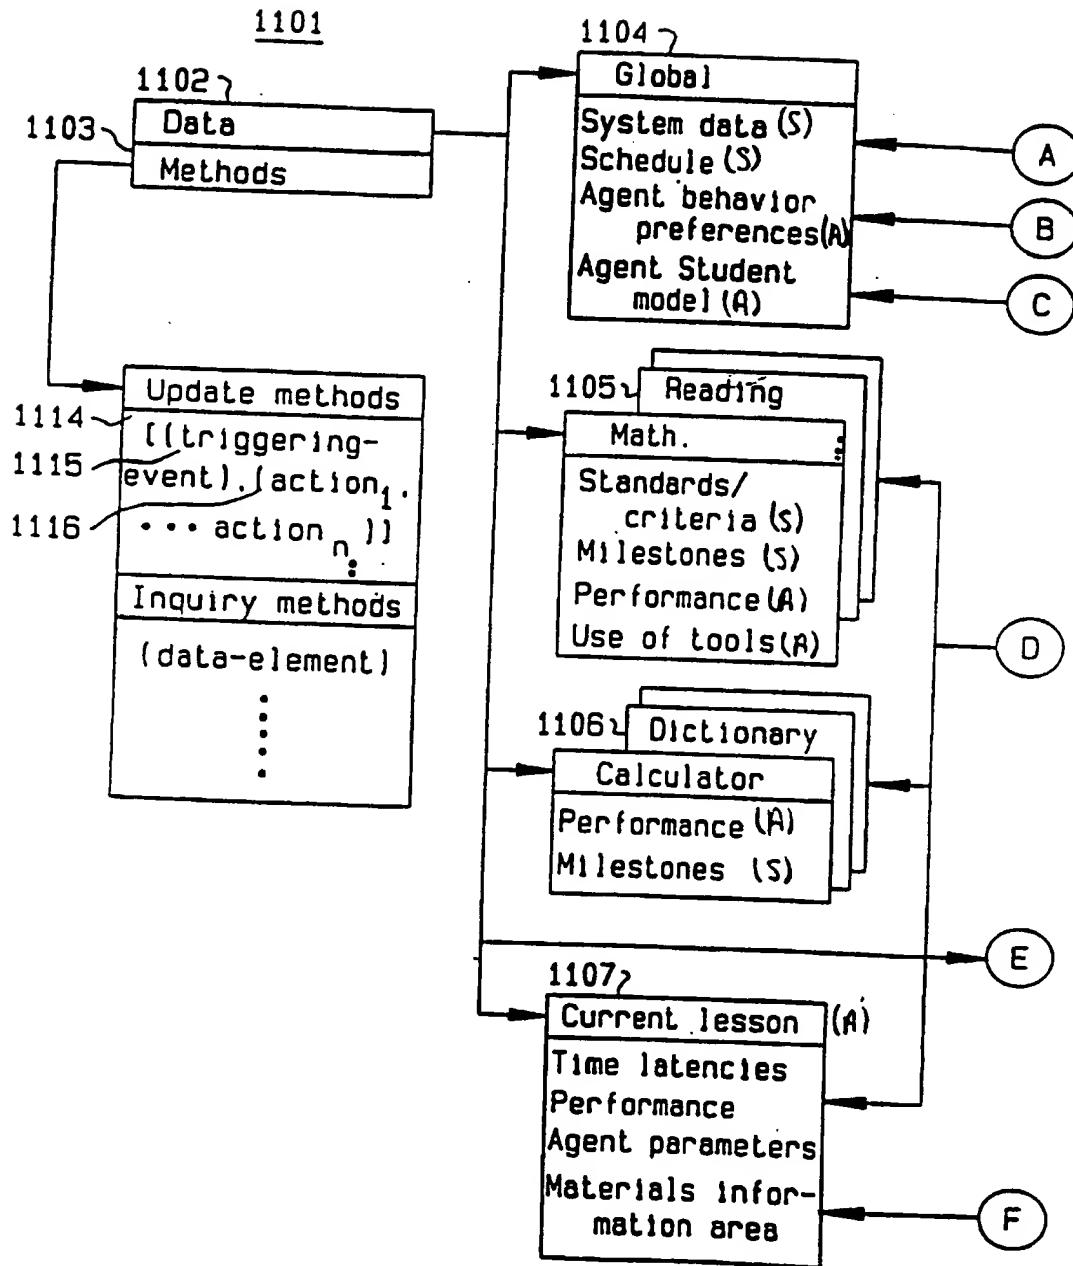 1101
1102
Data
1103
Methods
Update methods
1114
[((triggering-
1115
event).(action1.
1116
••• action n ))]
Inquiry methods
(data-element)
1104
Global
System data (S)
Schedule (S)
Agent behavior
preferences (A)
Agent Student
model (A)
A
B
C
1105
Reading
Math.
Standards/
criteria (S)
Milestones (S)
Performance (A)
Use of tools (A)
D
1106
Dictionary
Calculator
Performance (A)
Milestones (S)
E
1107
Current lesson (A)
Time latencies
Performance
Agent parameters
Materials infor-
mation area
F